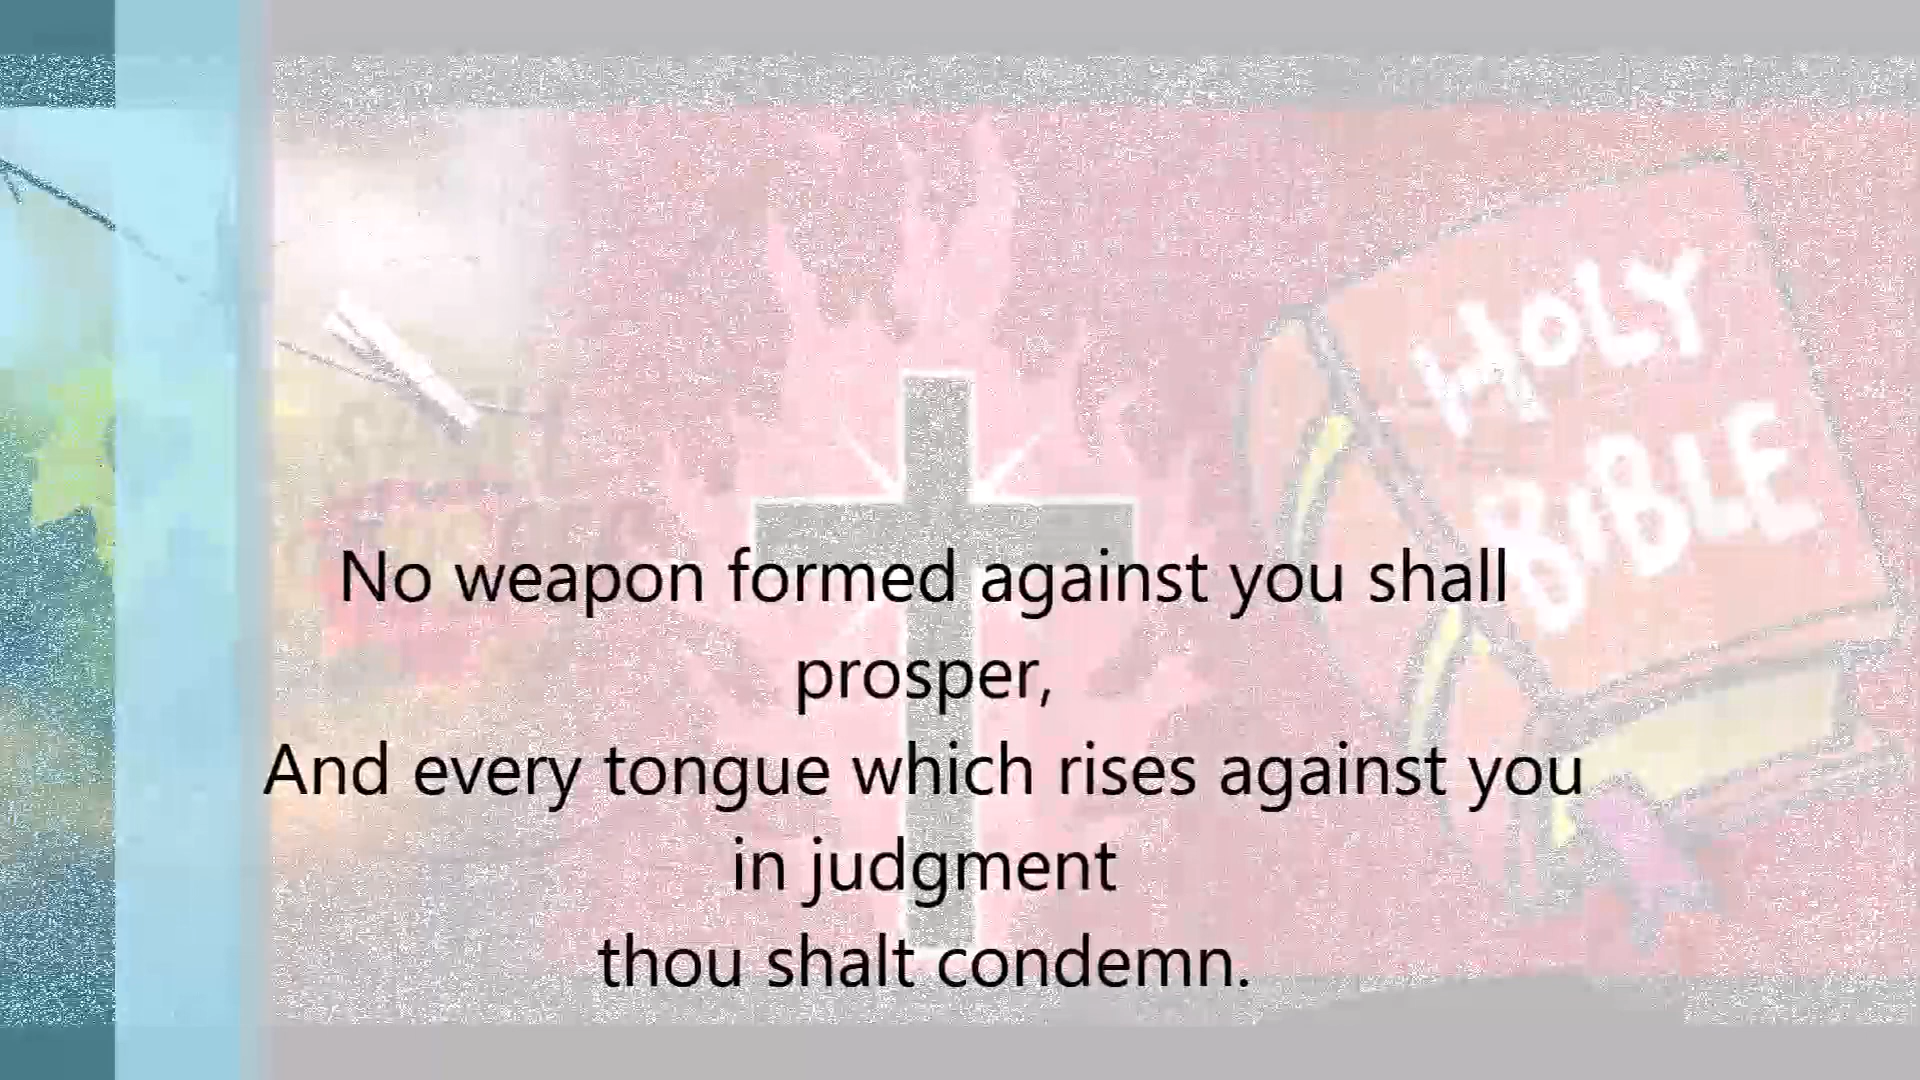 HOLY
BIBLE
No weapon formed against you shall
prosper,
And every tongue which rises against you
in judgment
thou shalt condemn.